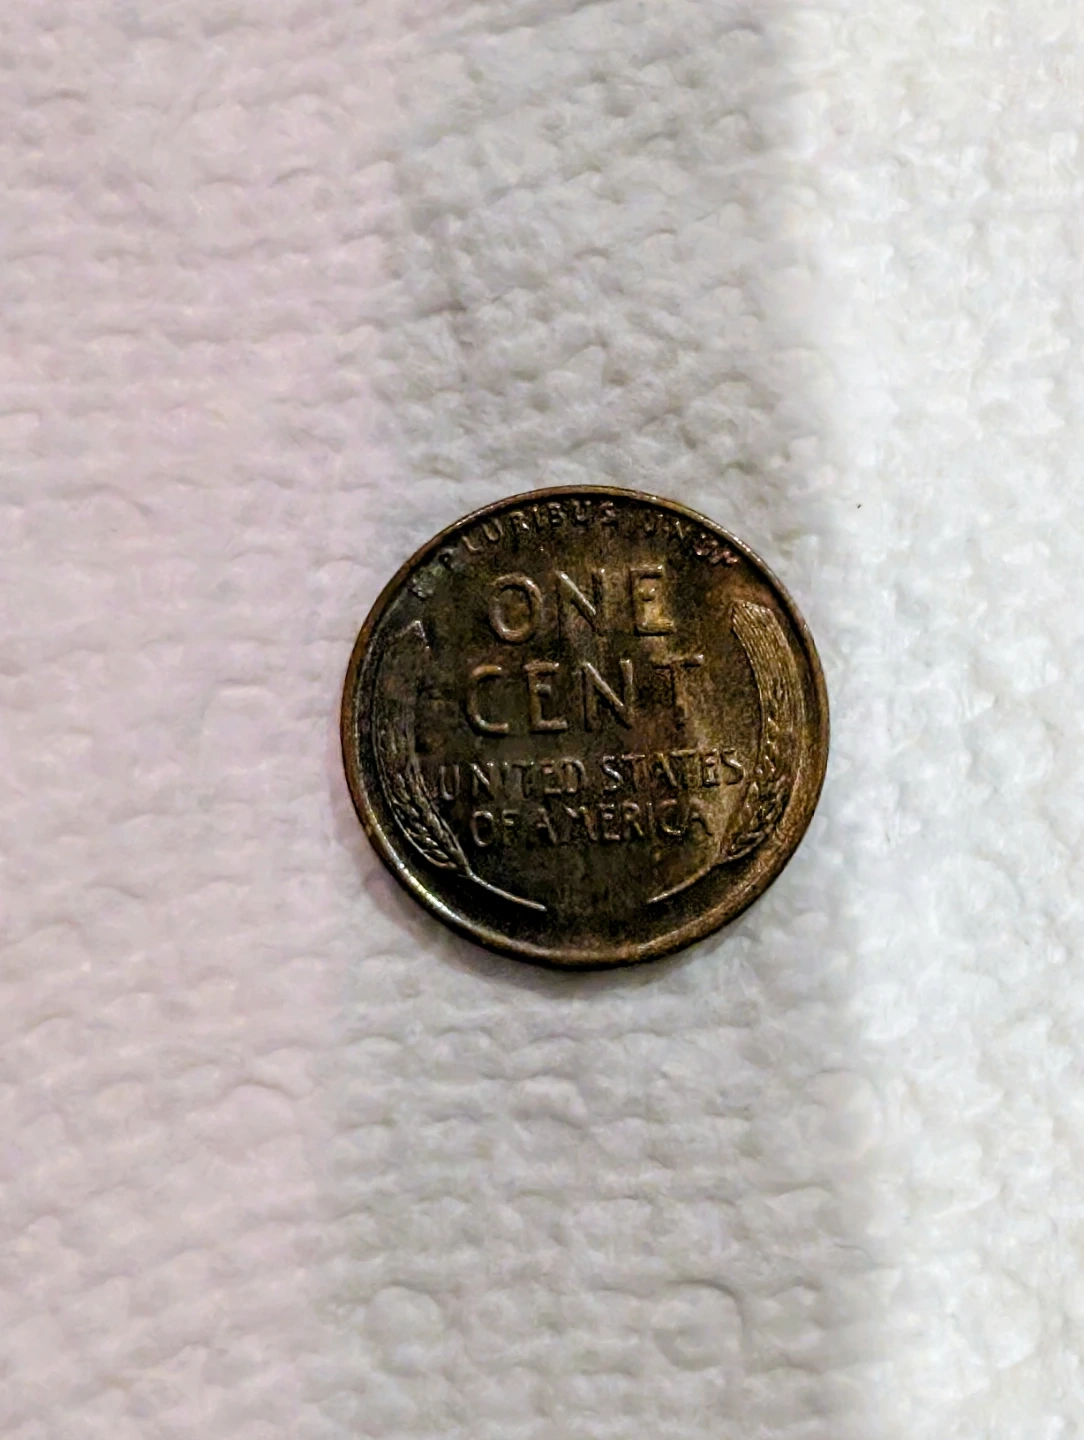 E PLURIBUS UNUM
ONE
CENT
UNITED STATES
OF AMERICA